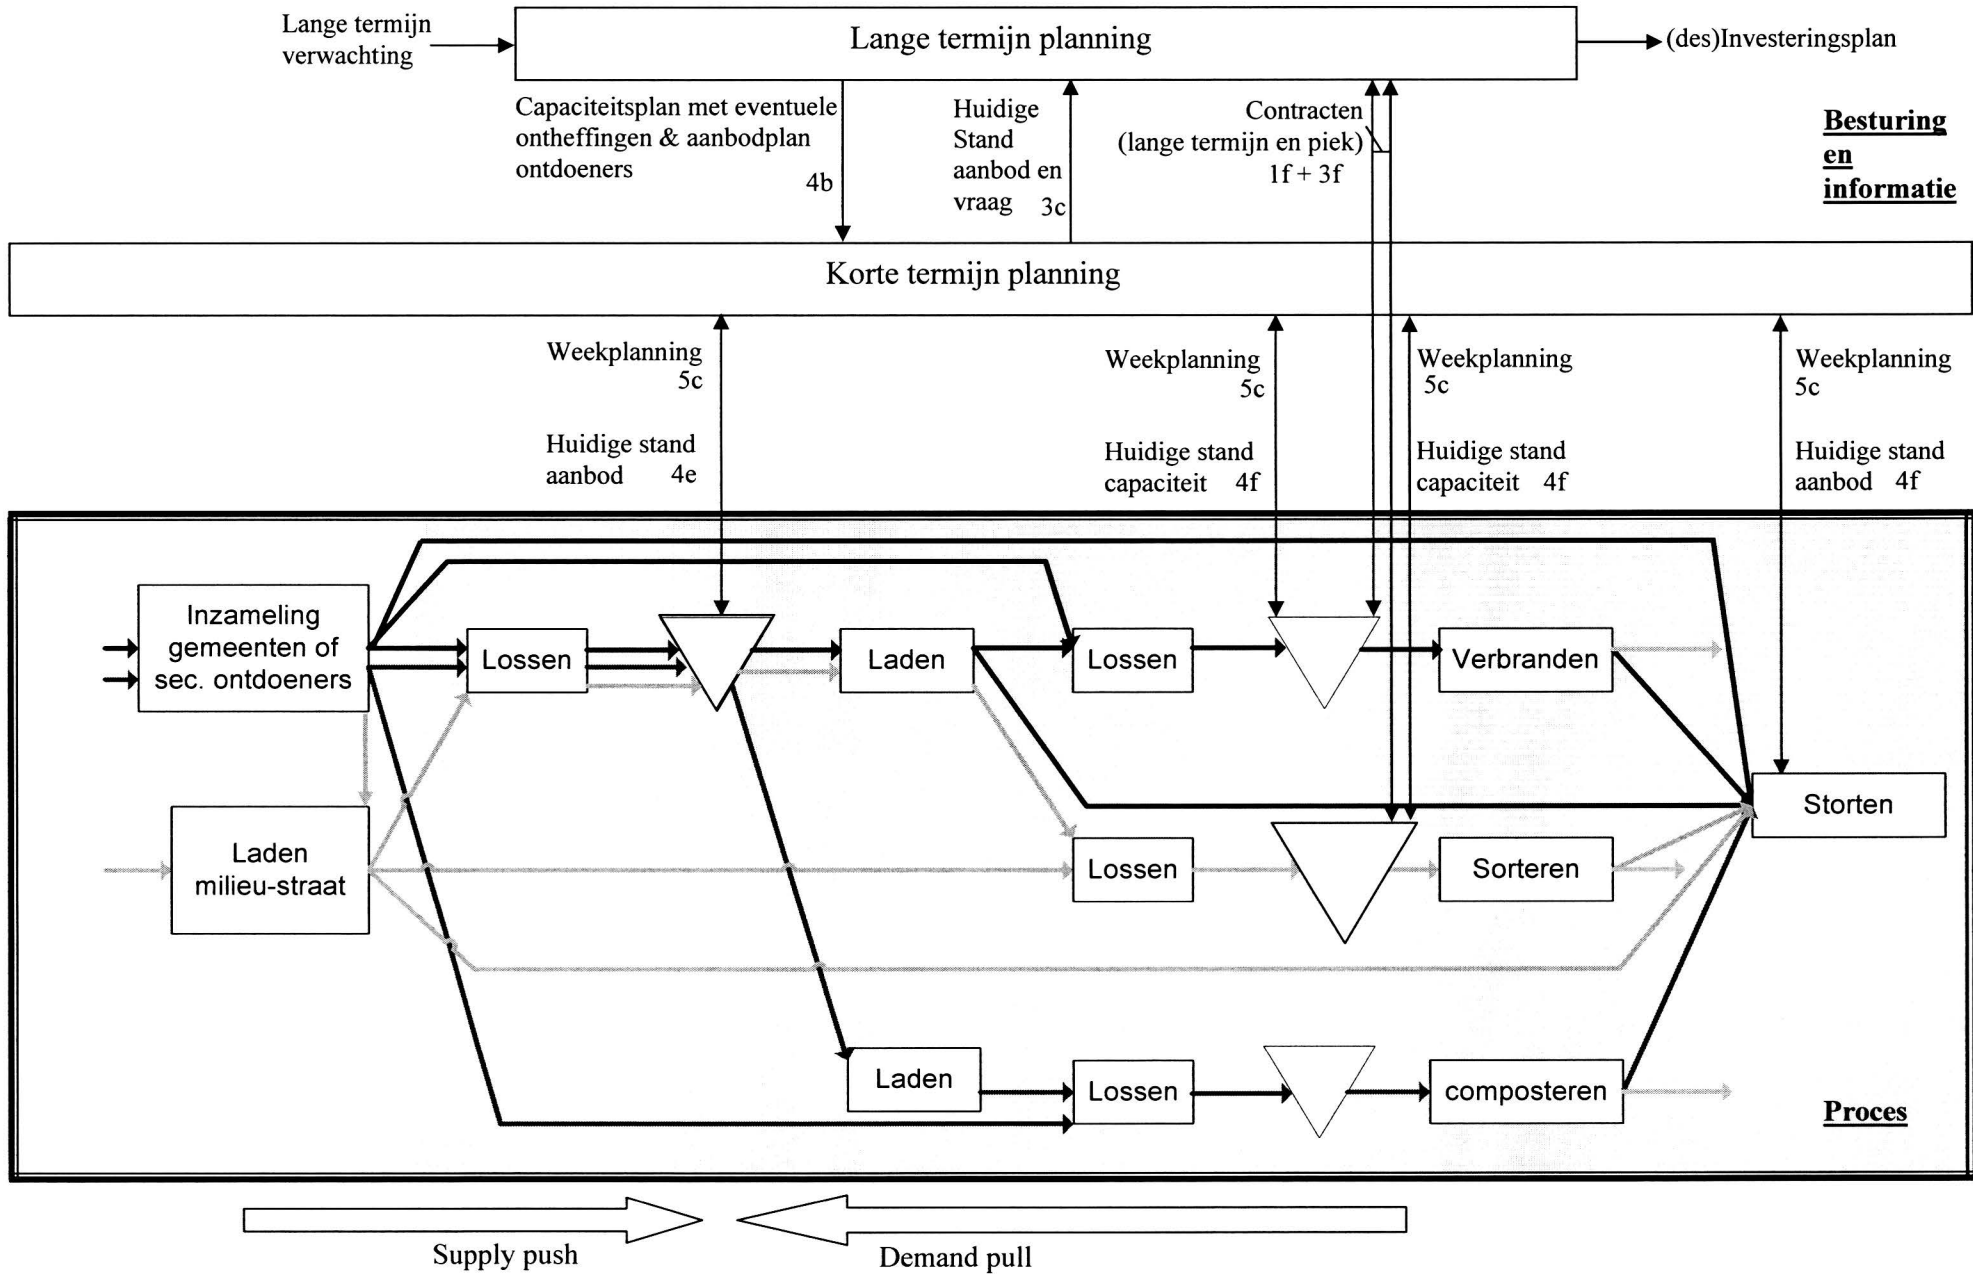 Lange termijn
verwachting
Lange termijn planning
(des)Investeringsplan
Capaciteitsplan met eventuele
ontheffingen & aanbodplan
ontdoeners
4b
Huidige
Stand
aanbod en
vraag 3c
Contracten
(lange termijn en piek)
1f + 3f
Besturing
en
informatie
Korte termijn planning
Weekplanning
5c
Huidige stand
aanbod 4e
Weekplanning
5c
Huidige stand
capaciteit 4f
Weekplanning
5c
Huidige stand
capaciteit 4f
Weekplanning
5c
Huidige stand
aanbod 4f
Inzameling
gemeenten of
sec. ontdoeners
Lossen
Laden
Lossen
Verbranden
Storten
Laden
milieu-straat
Lossen
Sorteren
Laden
Lossen
composteren
Proces
Supply push
Demand pull